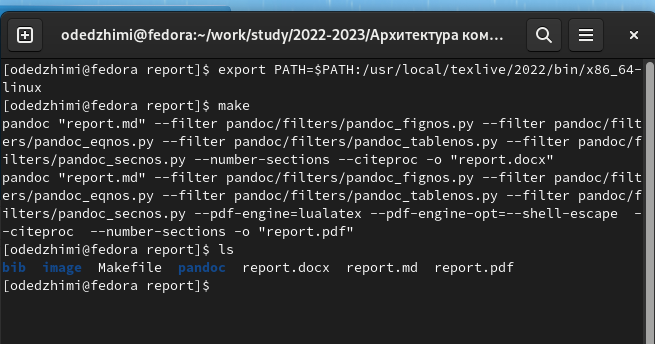 odedzhimi@fedora:~/work/study/2022-2023/Архитектура ком...
[odedzhimi@fedora report]$ export PATH=$PATH:/usr/local/texlive/2022/bin/x86_64-
linux
[odedzhimi@fedora report]$ make
pandoc "report.md" --filter pandoc/filters/pandoc_fignos.py --filter pandoc/filt
ers/pandoc_eqnos.py --filter pandoc/filters/pandoc_tablenos.py --filter pandoc/f
ilters/pandoc_secnos.py --number-sections --citeproc -o "report.docx"
pandoc "report.md" --filter pandoc/filters/pandoc_fignos.py --filter pandoc/filt
ers/pandoc_eqnos.py --filter pandoc/filters/pandoc_tablenos.py --filter pandoc/f
ilters/pandoc_secnos.py --pdf-engine=lualatex --pdf-engine-opt=--shell-escape  -
-citeproc  --number-sections -o "report.pdf"
[odedzhimi@fedora report]$ ls
bib  image  Makefile  pandoc  report.docx  report.md  report.pdf
[odedzhimi@fedora report]$